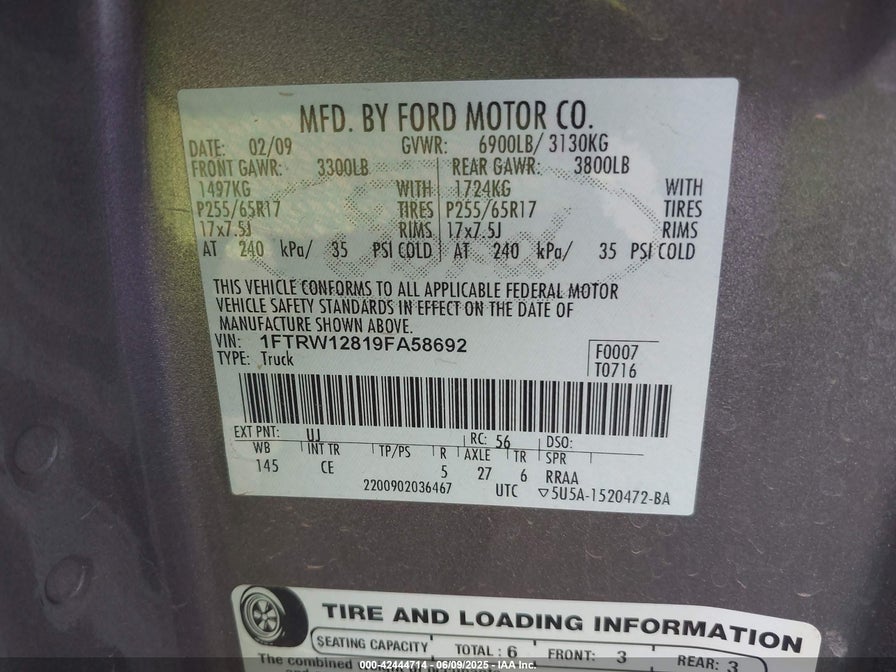 MFD. BY FORD MOTOR CO.
DATE: 02/09 GVWR: 6900LB/ 3130KG
FRONT GAWR: 3300LB REAR GAWR: 3800LB
1497KG WITH 1724KG WITH
P255/65R17 TIRES P255/65R17 TIRES
17x7.5J RIMS 17x7.5J RIMS
AT 240 kPa/ 35 PSI COLD AT 240 kPa/ 35 PSI COLD
THIS VEHICLE CONFORMS TO ALL APPLICABLE FEDERAL MOTOR
VEHICLE SAFETY STANDARDS IN EFFECT ON THE DATE OF
MANUFACTURE SHOWN ABOVE.
VIN: 1FTRW12819FA58692
TYPE: Truck
F0007
T0716
EXT PNT: UJ RC: 56 DSO:
WB INT TR TP/PS R AXLE TR SPR
145 CE 5 27 6 RRAA
2200902036467 UTC ▽5U5A-1520472-BA
TIRE AND LOADING INFORMATION
SEATING CAPACITY TOTAL : 6 FRONT: 3 REAR: 3
The combined
000-42444714 - 06/09/2025 - IAA Inc.